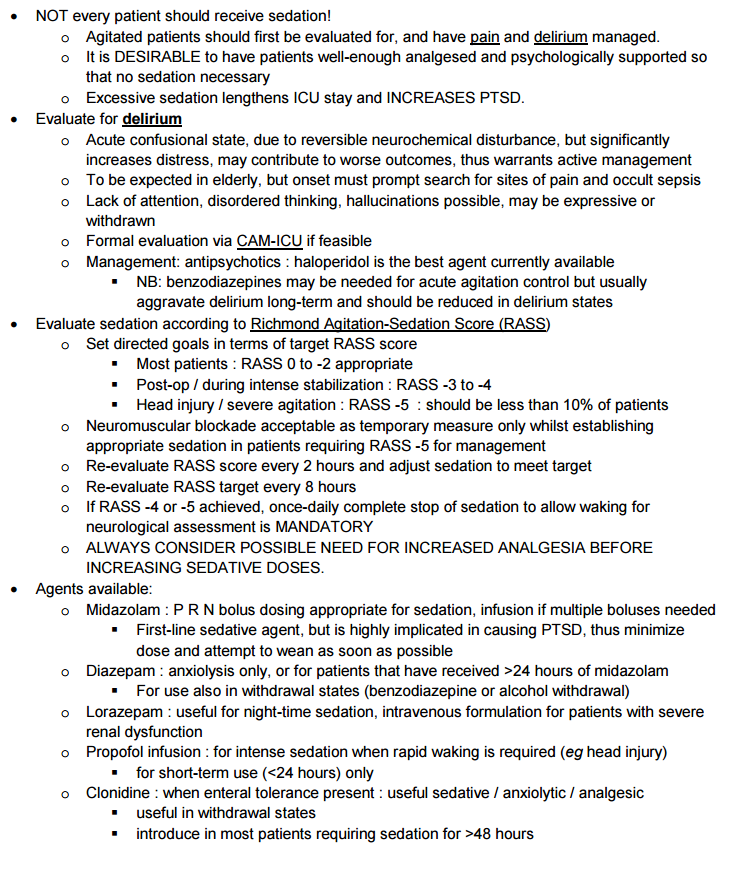 • NOT every patient should receive sedation!
o Agitated patients should first be evaluated for, and have pain and delirium managed.
o It is DESIRABLE to have patients well-enough analgesed and psychologically supported so
that no sedation necessary
o Excessive sedation lengthens ICU stay and INCREASES PTSD.
• Evaluate for delirium
o Acute confusional state, due to reversible neurochemical disturbance, but significantly
increases distress, may contribute to worse outcomes, thus warrants active management
o To be expected in elderly, but onset must prompt search for sites of pain and occult sepsis
o Lack of attention, disordered thinking, hallucinations possible, may be expressive or
withdrawn
o Formal evaluation via CAM-ICU if feasible
o Management: antipsychotics : haloperidol is the best agent currently available
▪ NB: benzodiazepines may be needed for acute agitation control but usually
aggravate delirium long-term and should be reduced in delirium states
• Evaluate sedation according to Richmond Agitation-Sedation Score (RASS)
o Set directed goals in terms of target RASS score
▪ Most patients : RASS 0 to -2 appropriate
▪ Post-op / during intense stabilization : RASS -3 to -4
▪ Head injury / severe agitation : RASS -5 : should be less than 10% of patients
o Neuromuscular blockade acceptable as temporary measure only whilst establishing
appropriate sedation in patients requiring RASS -5 for management
o Re-evaluate RASS score every 2 hours and adjust sedation to meet target
o Re-evaluate RASS target every 8 hours
o If RASS -4 or -5 achieved, once-daily complete stop of sedation to allow waking for
neurological assessment is MANDATORY
o ALWAYS CONSIDER POSSIBLE NEED FOR INCREASED ANALGESIA BEFORE
INCREASING SEDATIVE DOSES.
• Agents available:
o Midazolam : P R N bolus dosing appropriate for sedation, infusion if multiple boluses needed
▪ First-line sedative agent, but is highly implicated in causing PTSD, thus minimize
dose and attempt to wean as soon as possible
o Diazepam : anxiolysis only, or for patients that have received >24 hours of midazolam
▪ For use also in withdrawal states (benzodiazepine or alcohol withdrawal)
o Lorazepam : useful for night-time sedation, intravenous formulation for patients with severe
renal dysfunction
o Propofol infusion : for intense sedation when rapid waking is required (eg head injury)
▪ for short-term use (<24 hours) only
o Clonidine : when enteral tolerance present : useful sedative / anxiolytic / analgesic
▪ useful in withdrawal states
▪ introduce in most patients requiring sedation for >48 hours